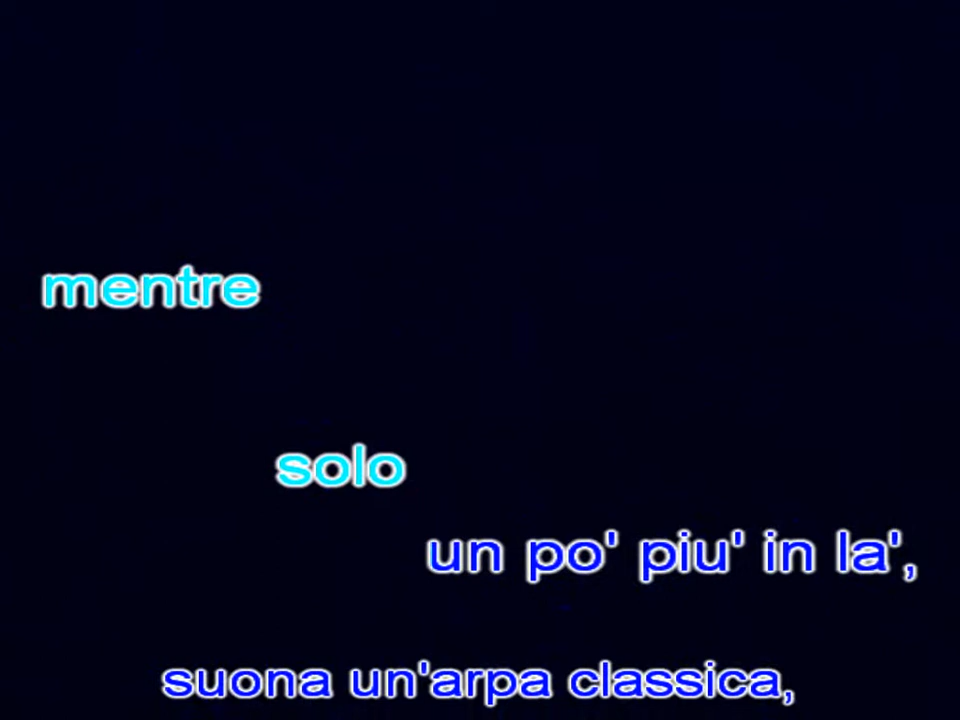 mentre
solo
un po' piu' in la',
suona un'arpa classica,